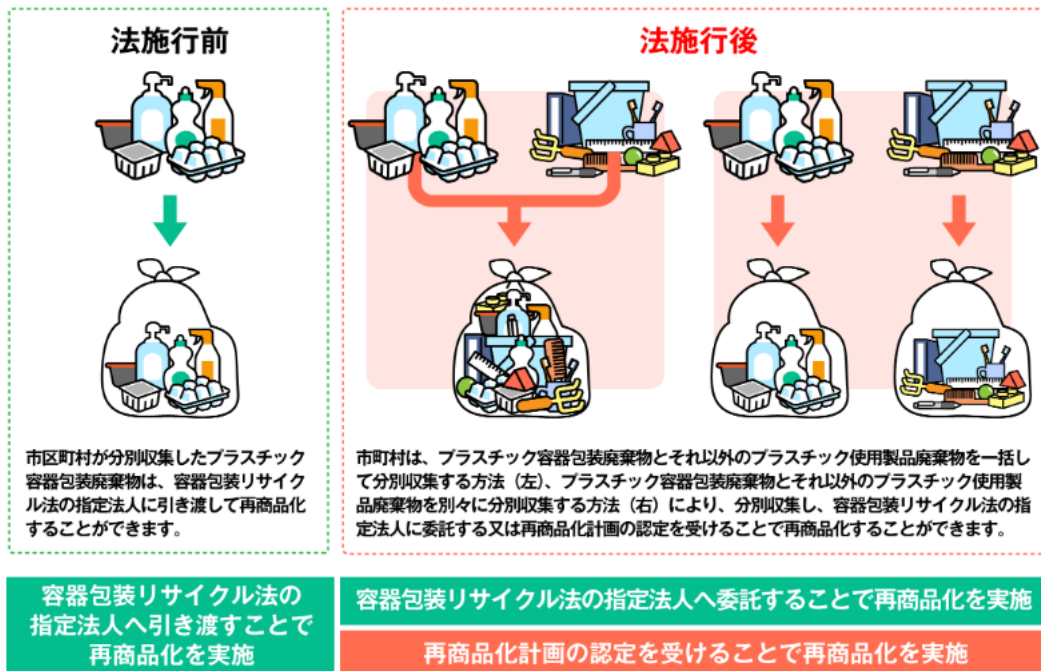 法施行前
市区町村が分別収集したプラスチック
容器包装廃棄物は、容器包装リサイク
ル法の指定法人に引き渡して再商品化
することができます。
法施行後
市町村は、プラスチック容器包装廃棄物とそれ以外のプラスチック使用製品廃棄物を一括し
て分別収集する方法（左）、プラスチック容器包装廃棄物とそれ以外のプラスチック使用製
品廃棄物を別々に分別収集する方法（右）により、分別収集し、容器包装リサイクル法の指
定法人に委託する又は再商品化計画の認定を受けることで再商品化することができます。
容器包装リサイクル法の
指定法人へ引き渡すことで
再商品化を実施
容器包装リサイクル法の指定法人へ委託することで再商品化を実施
再商品化計画の認定を受けることで再商品化を実施